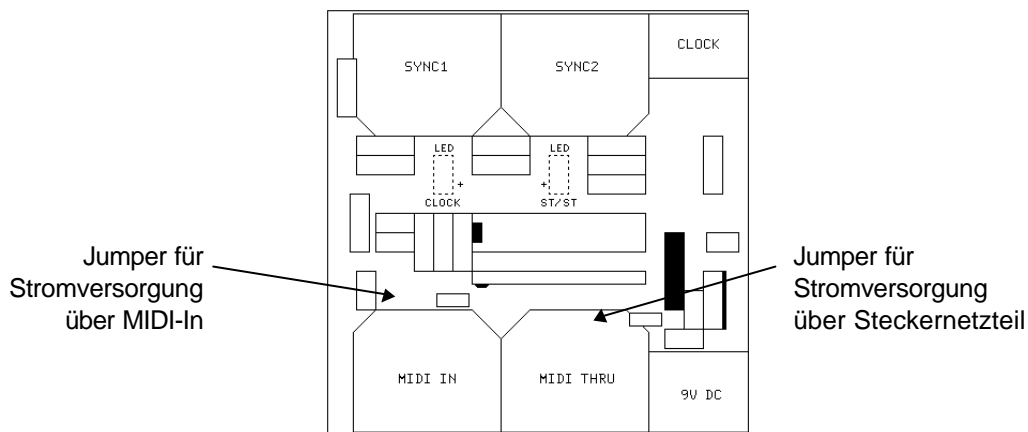 CLOCK
SYNC1
SYNC2
LED
LED
+
+
CLOCK
ST/ST
Jumper für
Stromversorgung
über MIDI-In
Jumper für
Stromversorgung
über Steckernetzteil
MIDI IN
MIDI THRU
9V DC